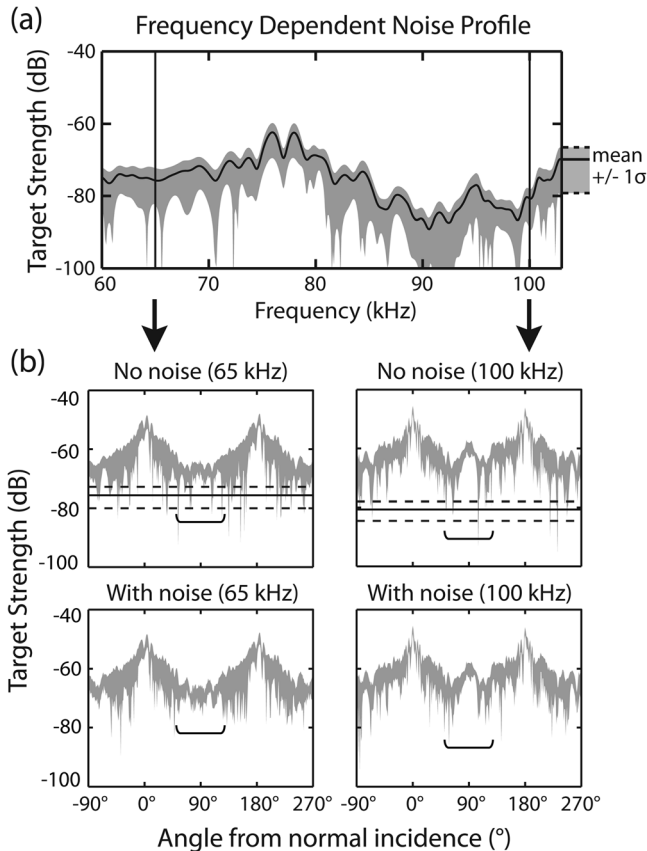 (a)
Frequency Dependent Noise Profile
Target Strength (dB)
-40
-60
-80
-100
60
70
80
90
100
Frequency (kHz)
mean
+/- 1σ
(b)
No noise (65 kHz)
No noise (100 kHz)
-40
-60
-80
-100
With noise (65 kHz)
With noise (100 kHz)
Target Strength (dB)
-40
-60
-80
-100
-90° 0° 90° 180° 270°
-90° 0° 90° 180° 270°
Angle from normal incidence (°)